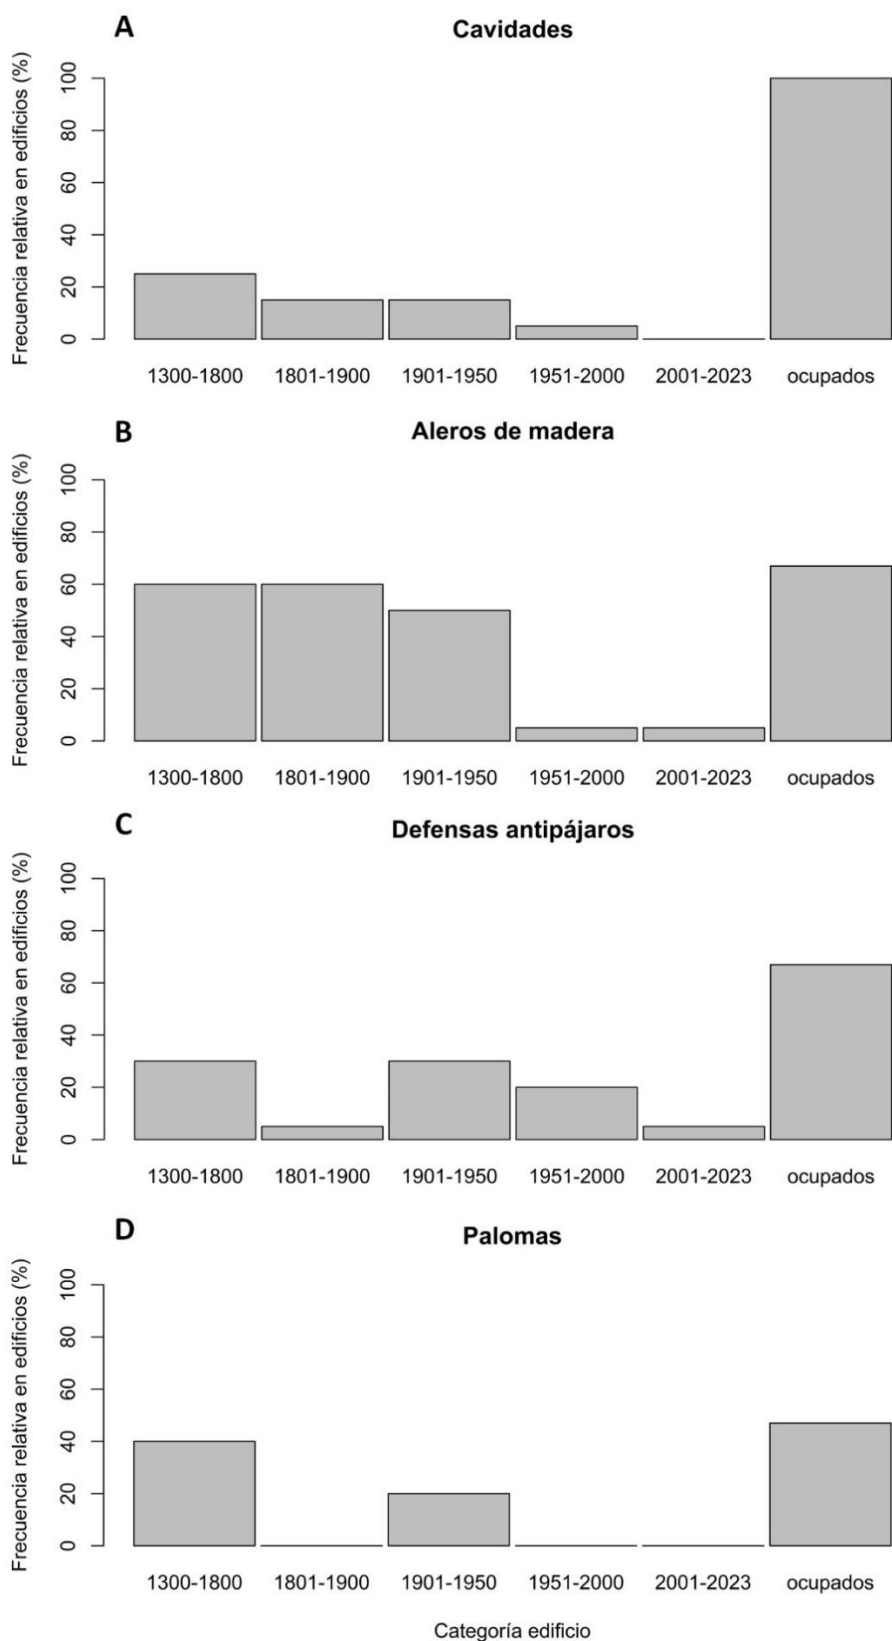 A
Cavidades
Frecuencia relativa en edificios (%)
100
80
60
40
20
0
1300-1800 1801-1900 1901-1950 1951-2000 2001-2023 ocupados
B
Aleros de madera
Frecuencia relativa en edificios (%)
100
80
60
40
20
0
1300-1800 1801-1900 1901-1950 1951-2000 2001-2023 ocupados
C
Defensas antipájaros
Frecuencia relativa en edificios (%)
100
80
60
40
20
0
1300-1800 1801-1900 1901-1950 1951-2000 2001-2023 ocupados
D
Palomas
Frecuencia relativa en edificios (%)
100
80
60
40
20
0
1300-1800 1801-1900 1901-1950 1951-2000 2001-2023 ocupados
Categoría edificio